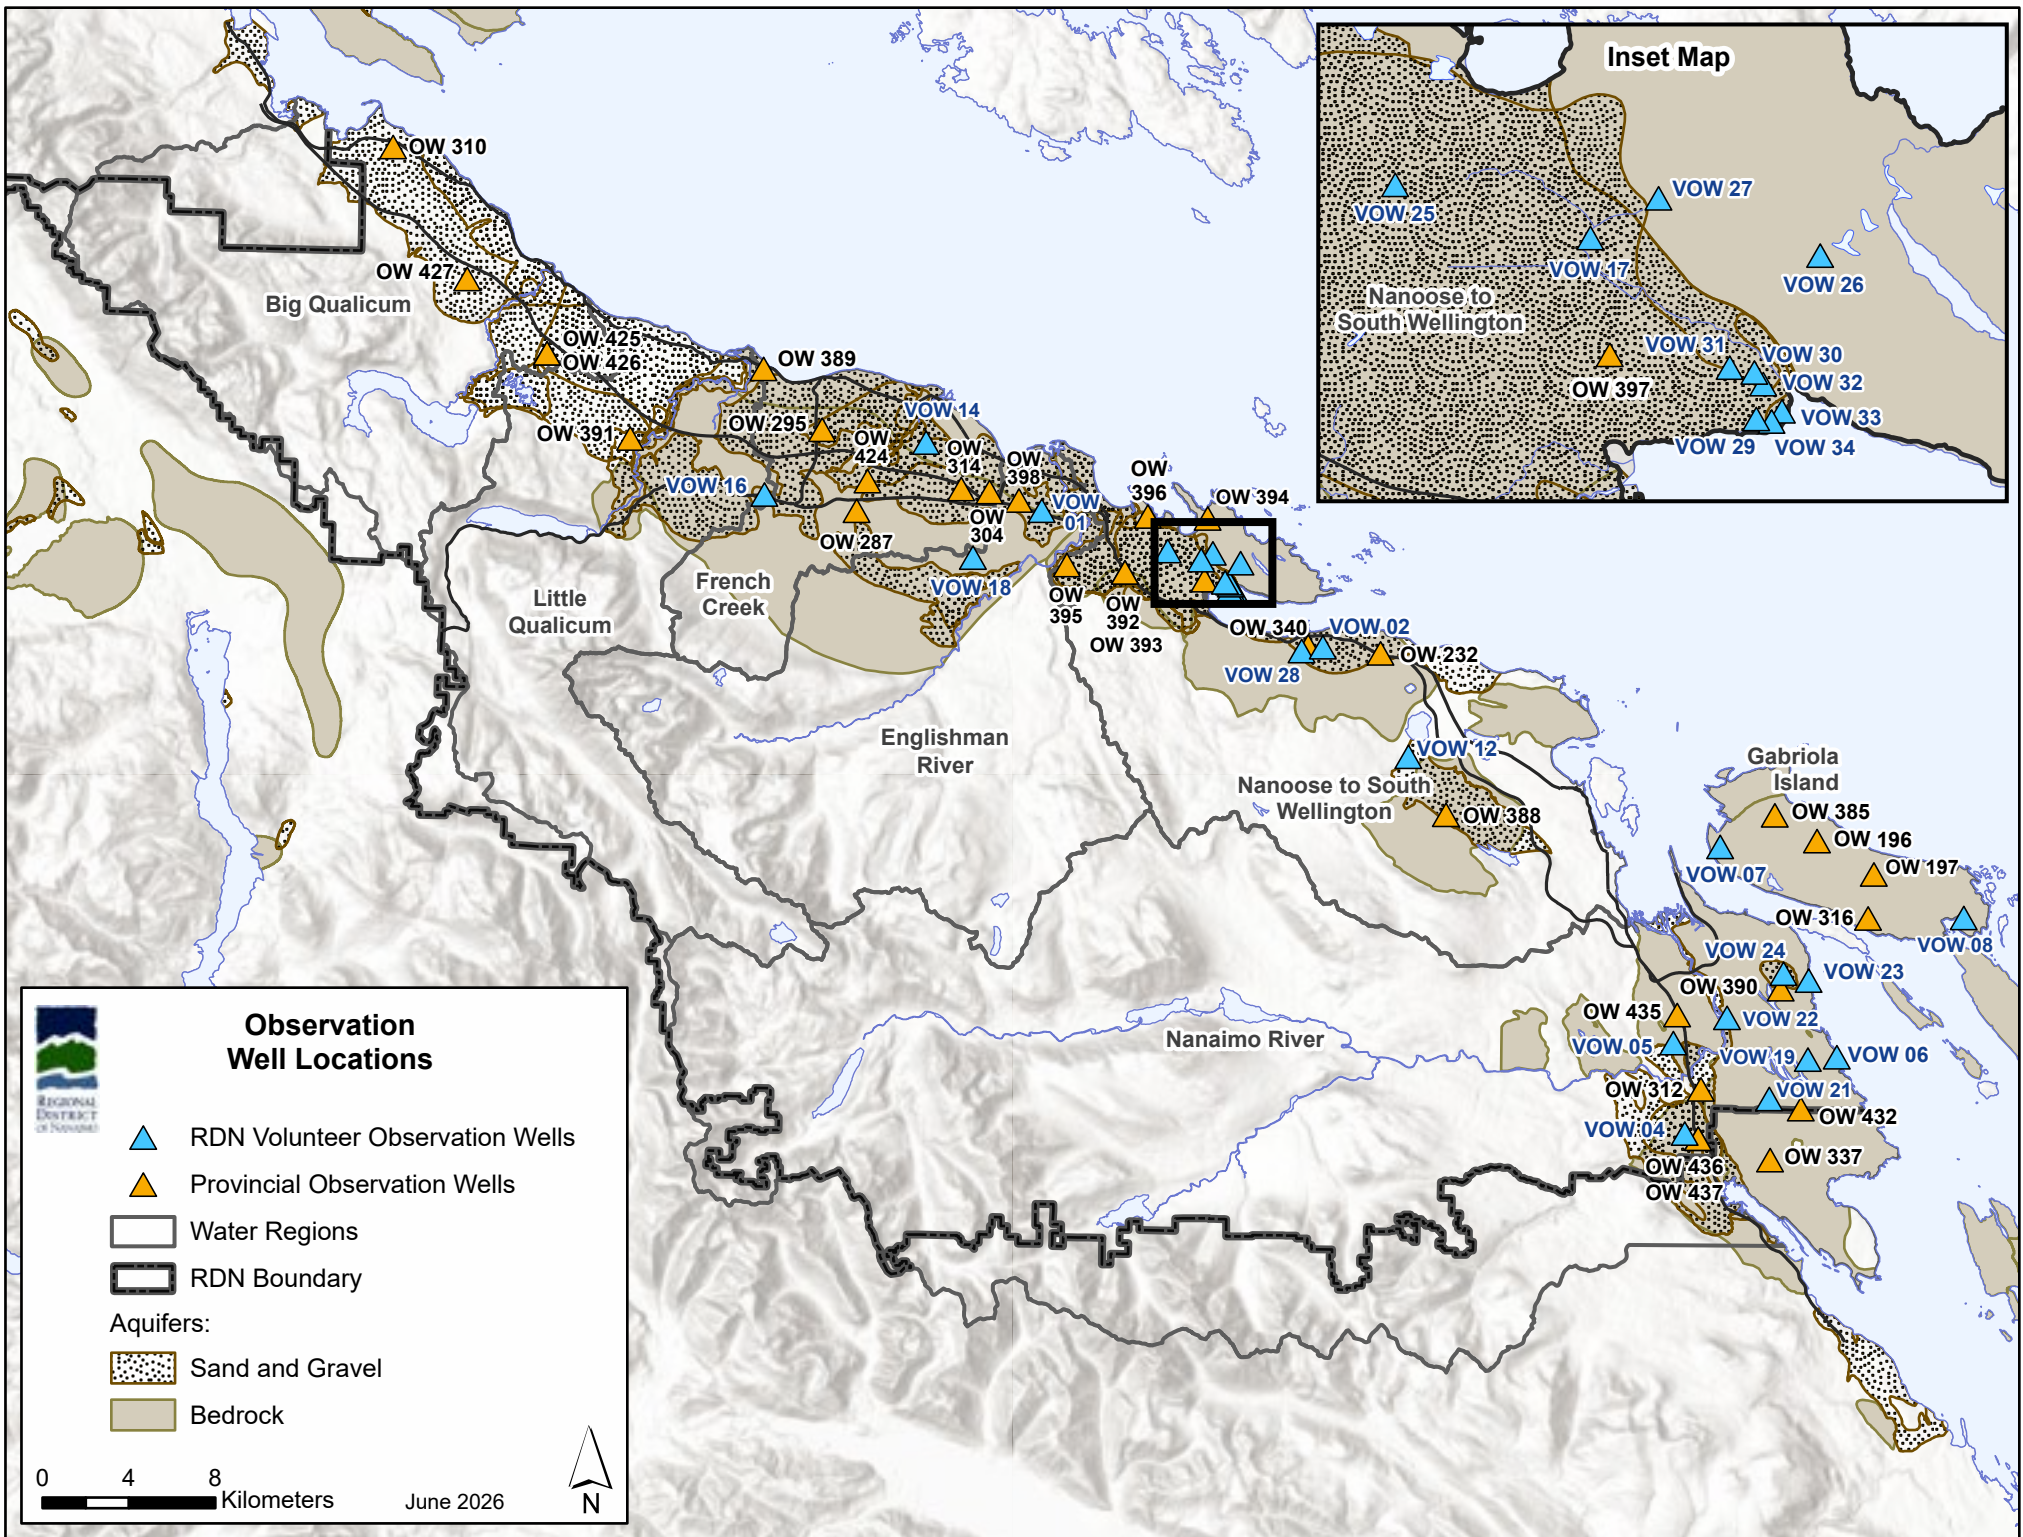 Inset Map
VOW 27
VOW 25
VOW 17
VOW 26
Nanoose to
South Wellington
VOW 31
VOW 30
VOW 32
OW 397
VOW 33
VOW 29
VOW 34
OW 310
OW 427
Big Qualicum
OW 425
OW 426
OW 389
OW 391
OW 295
VOW 14
OW
424
OW
314
OW
398
VOW 16
VOW
01
OW
396
OW 394
OW
304
OW 287
VOW 18
French
Creek
Little
Qualicum
OW
395
OW
392
OW 393
OW 340
VOW 02
OW 232
VOW 28
Englishman
River
VOW 12
Nanoose to South
Wellington
OW 388
Gabriola
Island
OW 385
OW 196
OW 197
VOW 07
OW 316
VOW 08
VOW 24
VOW 23
OW 390
OW 435
VOW 22
Nanaimo River
VOW 05
VOW 19
VOW 06
OW 312
VOW 21
OW 432
VOW 04
OW 337
OW 436
OW 437
REGIONAL
DISTRICT
OF NANAIMO
Observation
Well Locations
RDN Volunteer Observation Wells
Provincial Observation Wells
Water Regions
RDN Boundary
Aquifers:
Sand and Gravel
Bedrock
0 4 8
Kilometers
June 2026
N